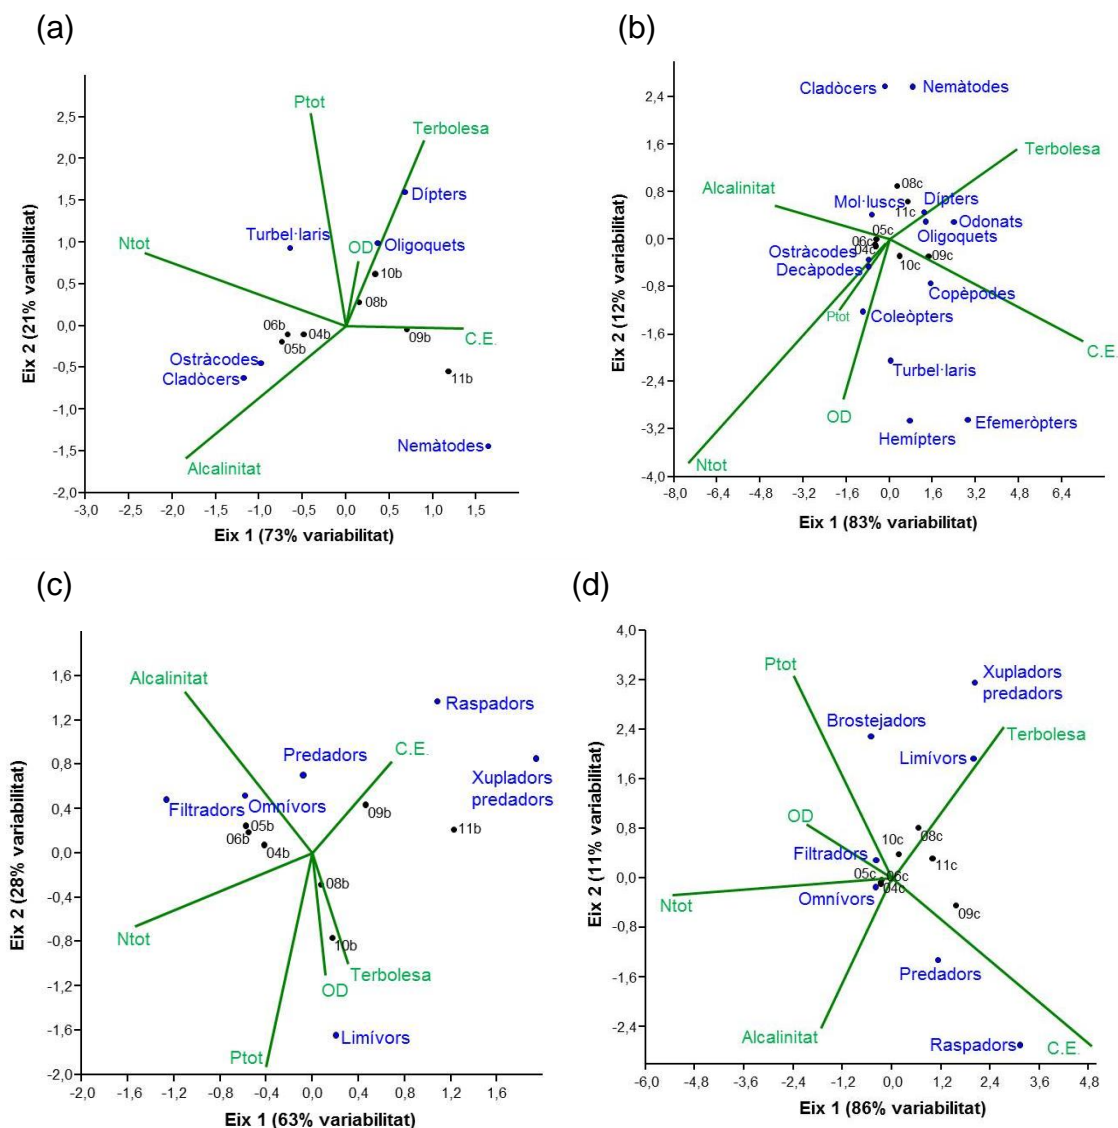 (a)
Ptot
Terbolesa
Dípters
Turbel·laris
OD
Oligoquets
Ntot
10b
08b
06b
04b
05b
09b
C.E.
Ostràcodes
Cladòcers
11b
Nemàtodes
Alcalinitat
2,5
2,0
1,5
1,0
0,5
0,0
-0,5
-1,0
-1,5
-2,0
-3,0
-2,5
-2,0
-1,5
-1,0
-0,5
0,0
0,4
1,0
1,5
Eix 2 (21% variabilitat)
Eix 1 (73% variabilitat)
(b)
Cladòcers
Nemàtodes
Terbolesa
Alcalinitat
08c
Mol·luscs
Dípters
11c
Odonats
05c
Oligoquets
06c
04c
Ostràcodes
Decàpodes
10c
09c
Copèpodes
Ptot
Coleòpters
C.E.
Turbel·laris
OD
Hemípters
Efemeròpters
Ntot
2,4
1,6
0,8
0,0
-0,8
-1,6
-2,4
-3,2
-4,0
-8,0
-6,4
-4,8
-3,2
-1,6
0,0
1,6
3,2
4,8
6,4
Eix 2 (12% variabilitat)
Eix 1 (83% variabilitat)
(c)
Alcalinitat
Raspadors
Predadors
C.E.
Xupladors
predadors
Filtradors
Omnívors
05b
06b
04b
09b
11b
08b
Ntot
10b
Terbolesa
OD
Limívors
Ptot
1,6
1,2
0,8
0,4
0,0
-0,4
-0,8
-1,2
-1,6
-2,0
-2,0
-1,6
-1,2
-0,8
-0,4
0,0
0,4
0,8
1,2
1,6
Eix 2 (28% variabilitat)
Eix 1 (63% variabilitat)
(d)
Ptot
Xupladors
predadors
Brostejadors
Terbolesa
Limívors
OD
10c
08c
Filtradors
11c
05c
06c
04c
Omnívors
Ntot
09c
Predadors
Alcalinitat
Raspadors
C.E.
4,0
3,2
2,4
1,6
0,8
0,0
-0,8
-1,6
-2,4
-6,0
-4,8
-3,6
-2,4
-1,2
0,0
1,2
2,4
3,6
4,8
Eix 2 (11% variabilitat)
Eix 1 (86% variabilitat)